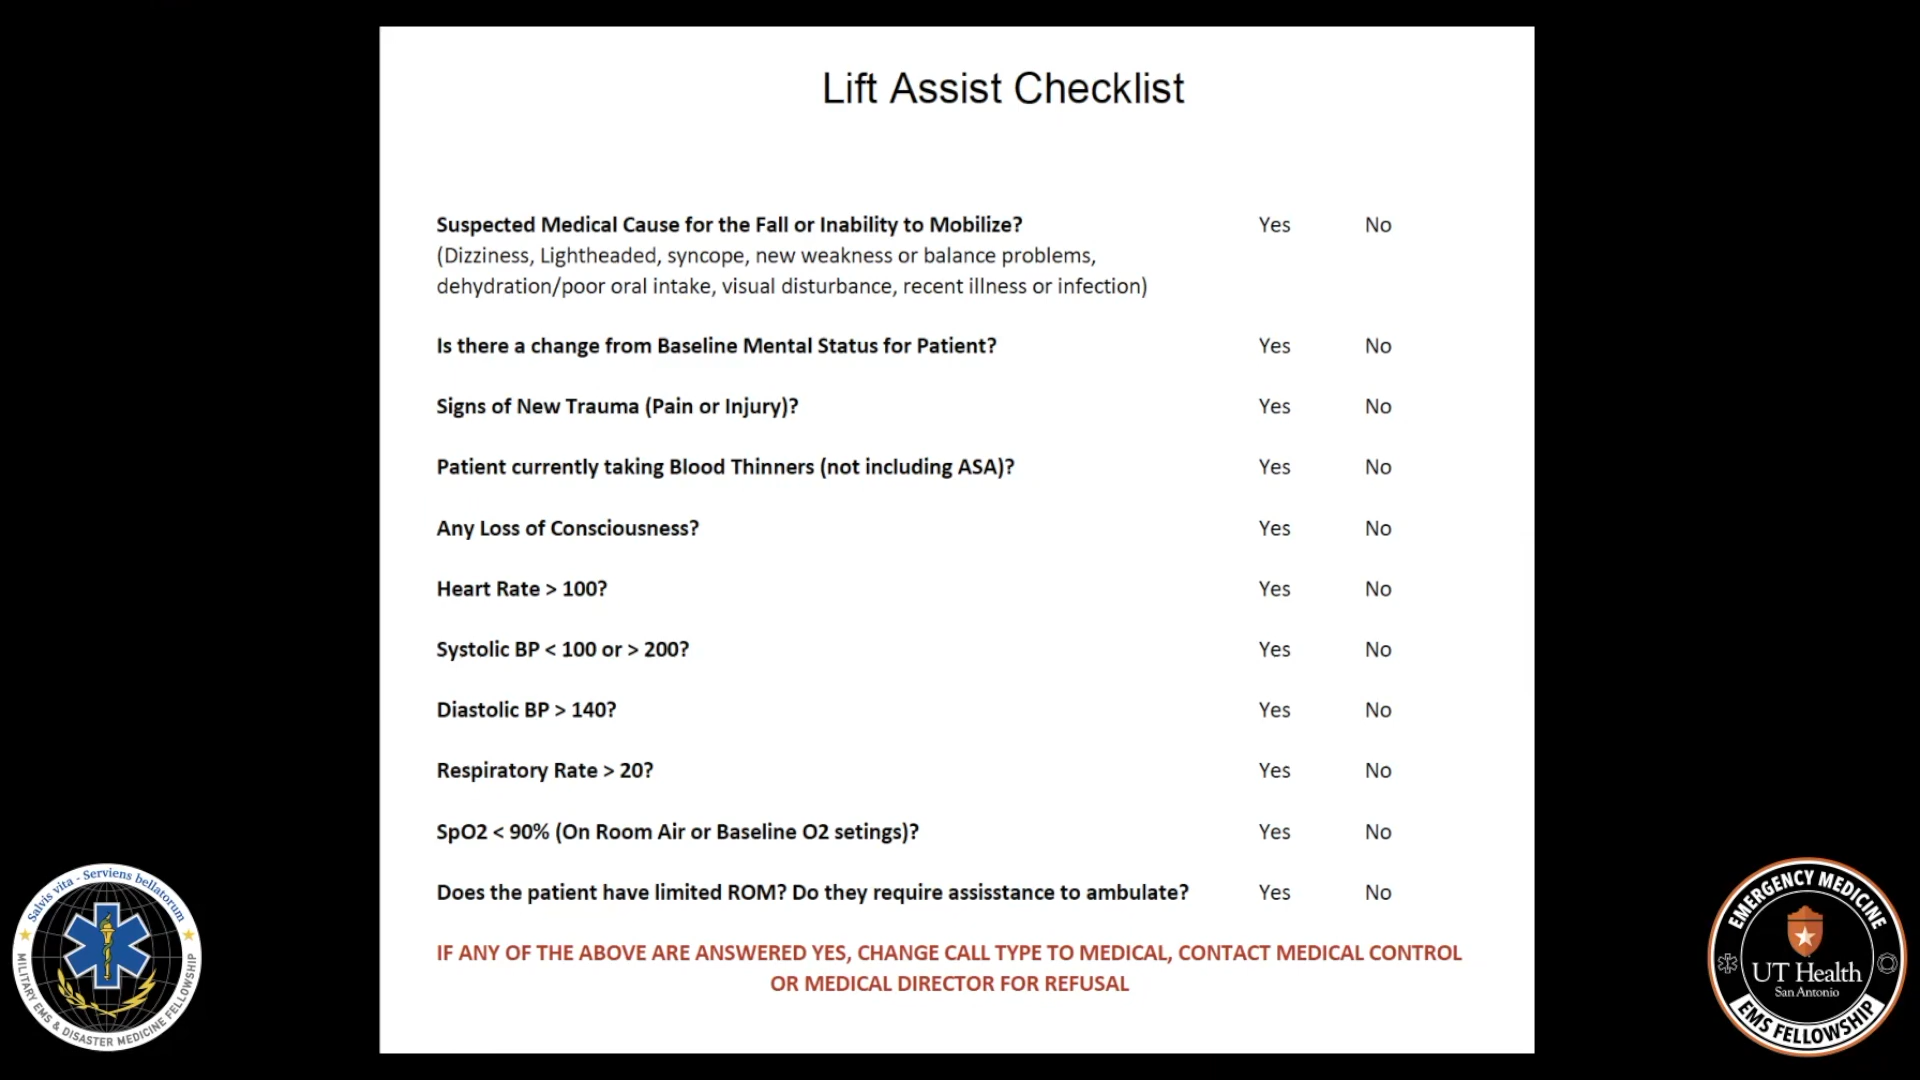 Lift Assist Checklist
Suspected Medical Cause for the Fall or Inability to Mobilize? Yes No
(Dizziness, Lightheaded, syncope, new weakness or balance problems,
dehydration/poor oral intake, visual disturbance, recent illness or infection)
Is there a change from Baseline Mental Status for Patient? Yes No
Signs of New Trauma (Pain or Injury)? Yes No
Patient currently taking Blood Thinners (not including ASA)? Yes No
Any Loss of Consciousness? Yes No
Heart Rate > 100? Yes No
Systolic BP < 100 or > 200? Yes No
Diastolic BP > 140? Yes No
Respiratory Rate > 20? Yes No
SpO2 < 90% (On Room Air or Baseline O2 setings)? Yes No
Does the patient have limited ROM? Do they require assisstance to ambulate? Yes No
IF ANY OF THE ABOVE ARE ANSWERED YES, CHANGE CALL TYPE TO MEDICAL, CONTACT MEDICAL CONTROL
OR MEDICAL DIRECTOR FOR REFUSAL
Salvis vita - Serviens bellatorum
MILITARY EMS & DISASTER MEDICINE FELLOWSHIP
EMERGENCY MEDICINE
UT Health
San Antonio
EMS FELLOWSHIP